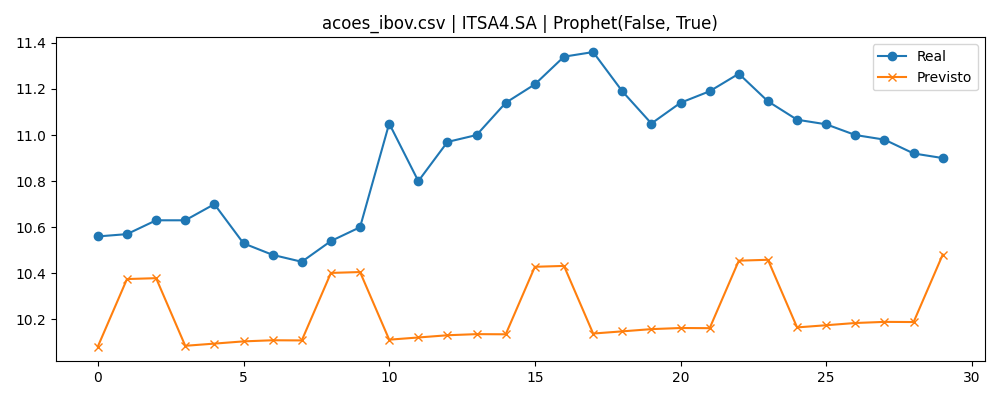 acoes_ibov.csv | ITSA4.SA | Prophet(False, True)
Real
Previsto
11.4
11.2
11.0
10.8
10.6
10.4
10.2
0 5 10 15 20 25 30